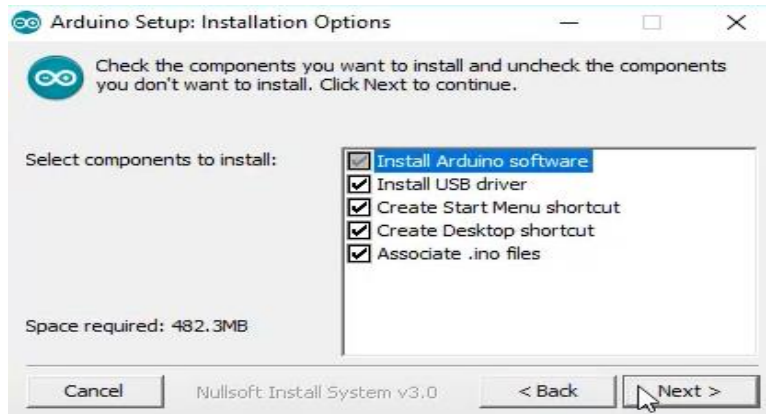 Arduino Setup: Installation Options
Check the components you want to install and uncheck the components
you don't want to install. Click Next to continue.
Select components to install:
Install Arduino software
Install USB driver
Create Start Menu shortcut
Create Desktop shortcut
Associate .ino files
Space required: 482.3MB
Cancel
Nullsoft Install System v3.0
< Back
Next >